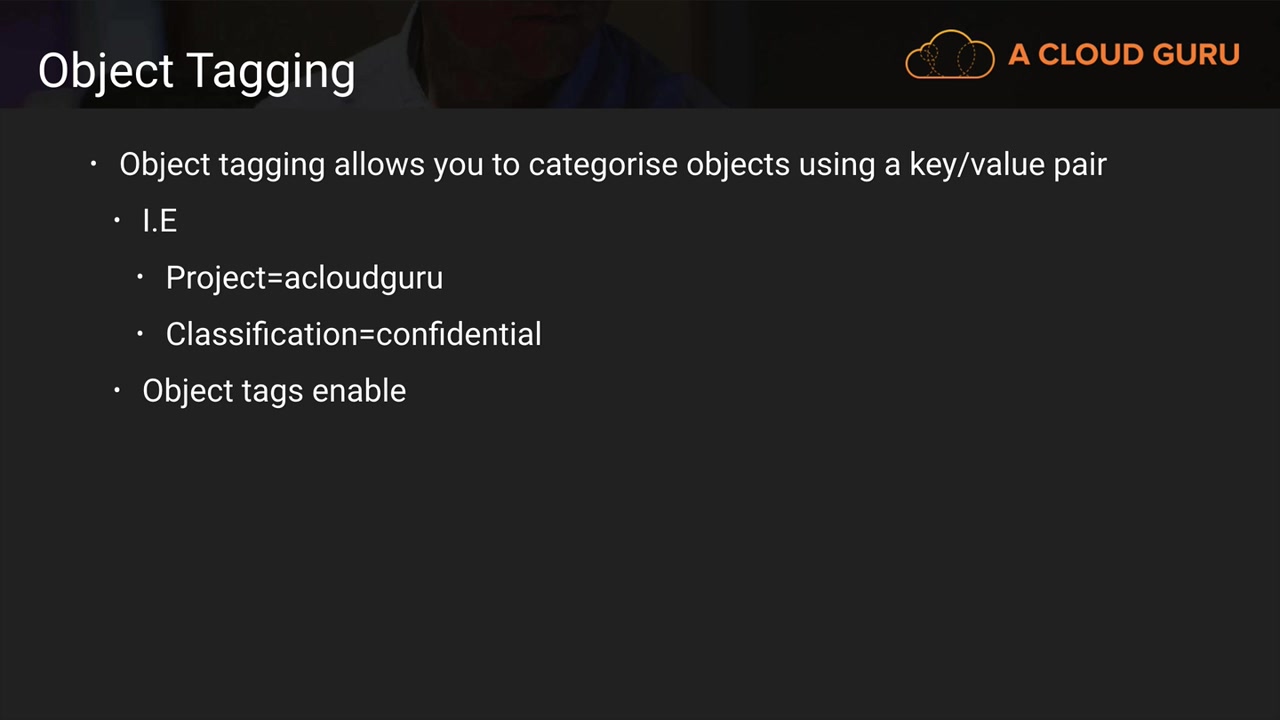 Object Tagging
A CLOUD GURU
• Object tagging allows you to categorise objects using a key/value pair
• I.E
• Project=acloudguru
• Classification=confidential
• Object tags enable